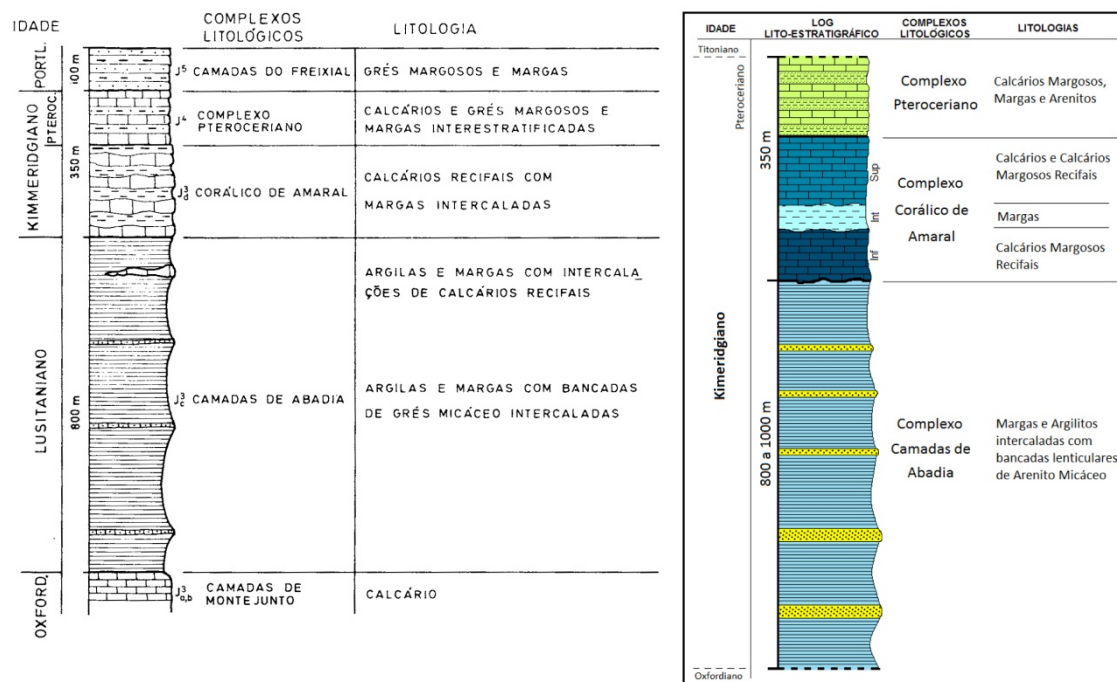 IDADE
COMPLEXOS
LITOLÓGICOS
LITOLOGIA
PORTL.
J⁵ CAMADAS DO FREIXIAL
GRÉS MARGOSOS E MARGAS
KIMMERIDGIANO
PTEROC.
350 m
J⁴ COMPLEXO
PTEROCERIANO
CALCÁRIOS E GRÉS MARGOSOS E
MARGAS INTERESTRATIFICADAS
J³d CORÁLICO DE AMARAL
CALCÁRIOS RECIFAIS COM
MARGAS INTERCALADAS
LUSITANIANO
800 m
ARGILAS E MARGAS COM INTERCALA
ÇÕES DE CALCÁRIOS RECIFAIS
J³c CAMADAS DE ABADIA
ARGILAS E MARGAS COM BANCADAS
DE GRÉS MICÁCEO INTERCALADAS
OXFORD.
J³a,b CAMADAS DE
MONTEJUNTO
CALCÁRIO
IDADE
LOG
LITO-ESTRATIGRÁFICO
COMPLEXOS
LITOLÓGICOS
LITOLOGIAS
Titoniano
Pteroceriano
350 m
Complexo
Pteroceriano
Calcários Margosos,
Margas e Arenitos
Complexo
Corálico de
Amaral
Sup
Calcários e Calcários
Margosos Recifais
Int
Margas
Inf
Calcários Margosos
Recifais
Kimeridgiano
800 a 1000 m
Complexo
Camadas de
Abadia
Margas e Argilitos
intercaladas com
bancadas lenticulares
de Arenito Micáceo
Oxfordiano